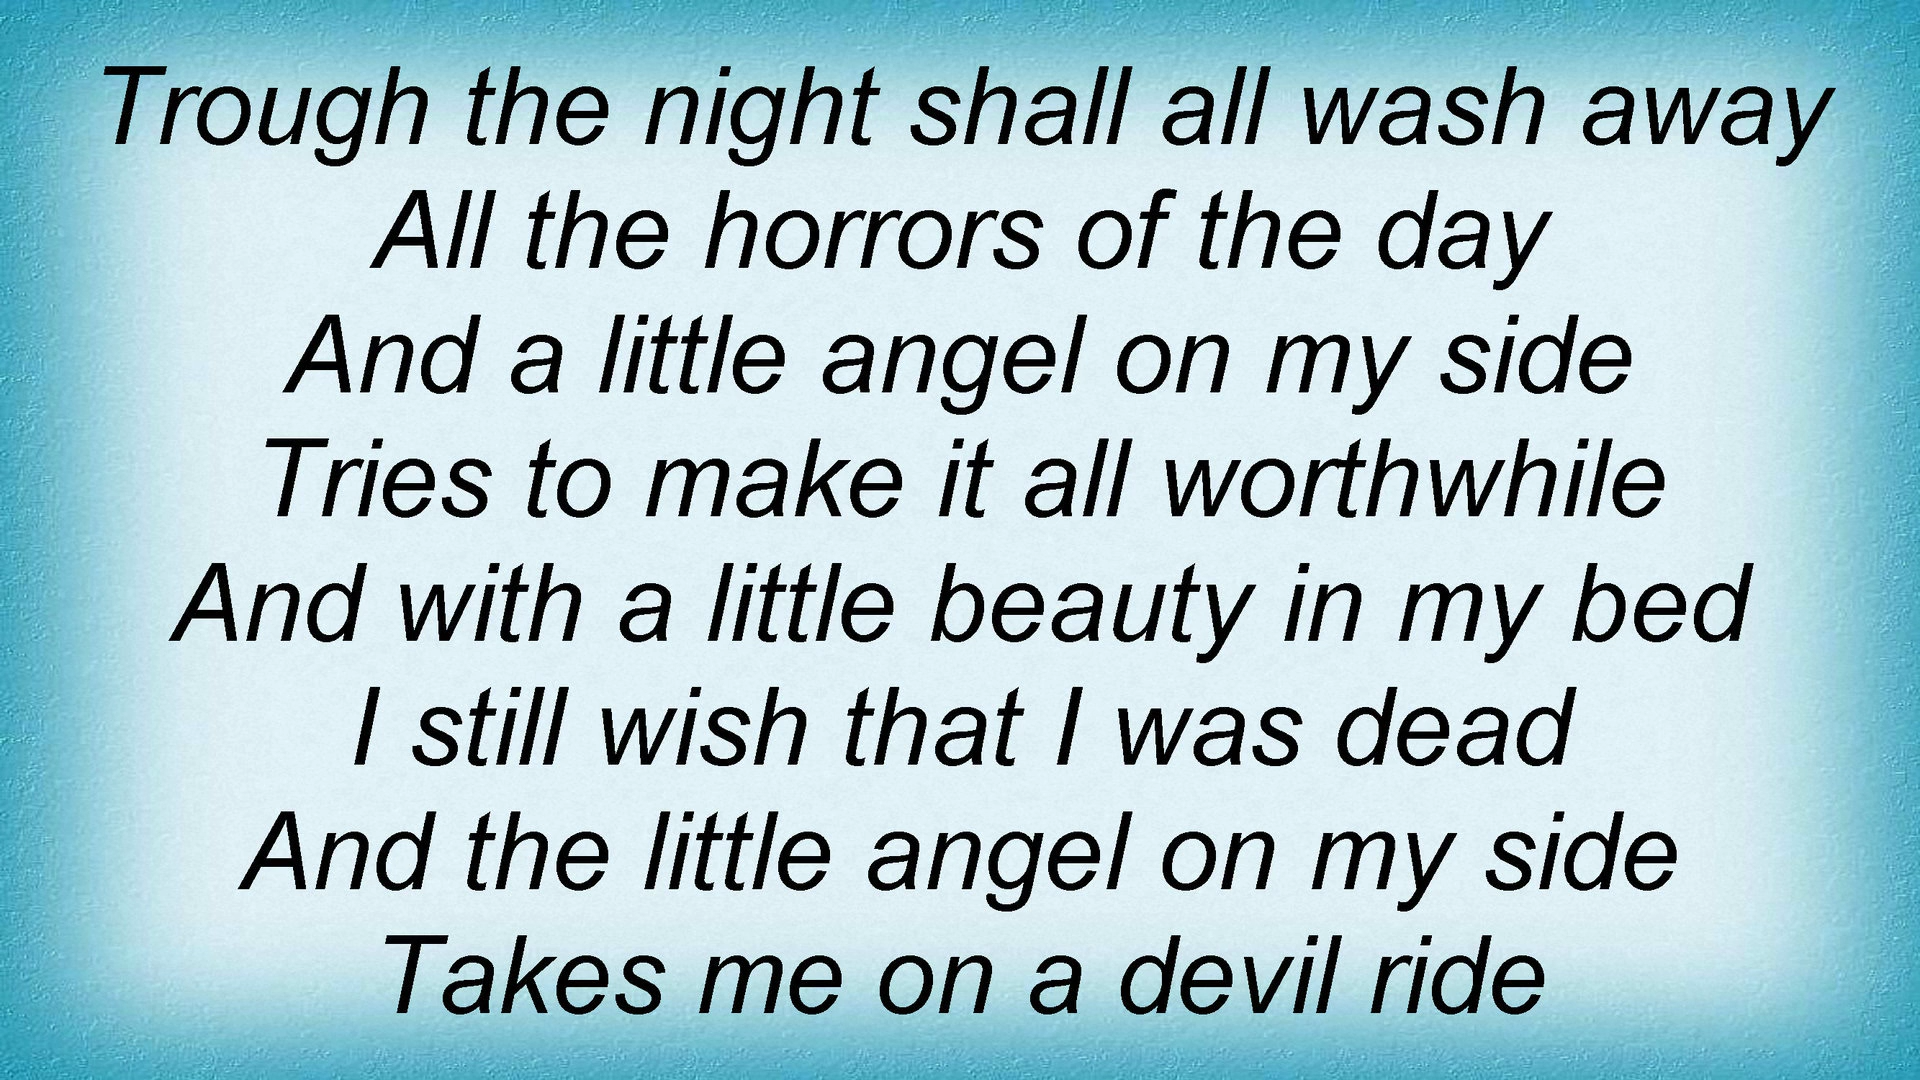 Trough the night shall all wash away
All the horrors of the day
And a little angel on my side
Tries to make it all worthwhile
And with a little beauty in my bed
I still wish that I was dead
And the little angel on my side
Takes me on a devil ride